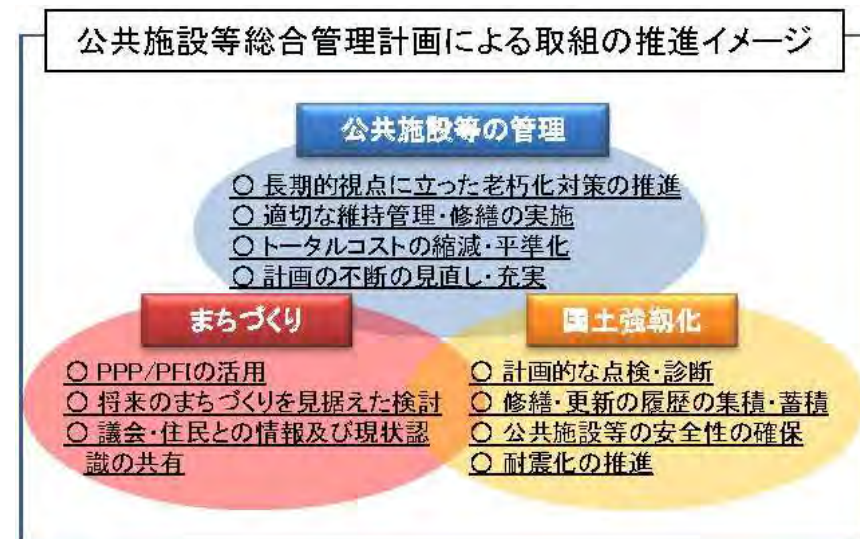 公共施設等総合管理計画による取組の推進イメージ
公共施設等の管理
○ 長期的視点に立った老朽化対策の推進
○ 適切な維持管理・修繕の実施
○ トータルコストの縮減・平準化
○ 計画の不断の見直し・充実
まちづくり
○ PPP/PFIの活用
○ 将来のまちづくりを見据えた検討
○ 議会・住民との情報及び現状認
識の共有
国土強靱化
○ 計画的な点検・診断
○ 修繕・更新の履歴の集積・蓄積
○ 公共施設等の安全性の確保
○ 耐震化の推進